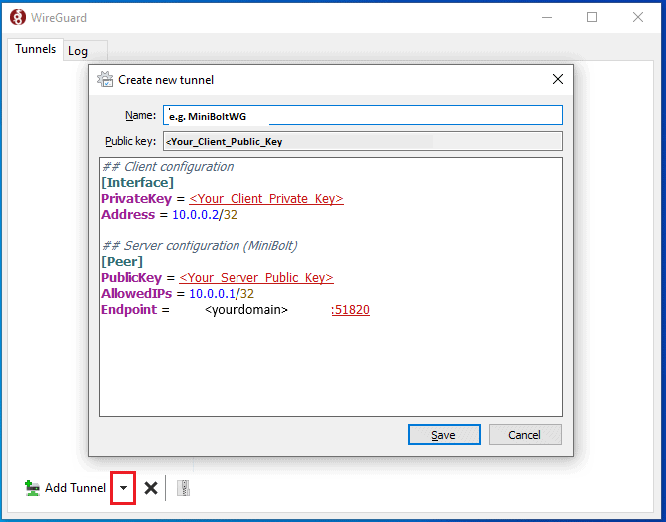 WireGuard
Tunnels Log
Create new tunnel
Name: e.g. MiniBoltWG
Public key: <Your_Client_Public_Key
## Client configuration
[Interface]
PrivateKey = <Your_Client_Private_Key>
Address = 10.0.0.2/32
## Server configuration (MiniBolt)
[Peer]
PublicKey = <Your_Server_Public_Key>
AllowedIPs = 10.0.0.1/32
Endpoint = <yourdomain> :51820
Save Cancel
Add Tunnel